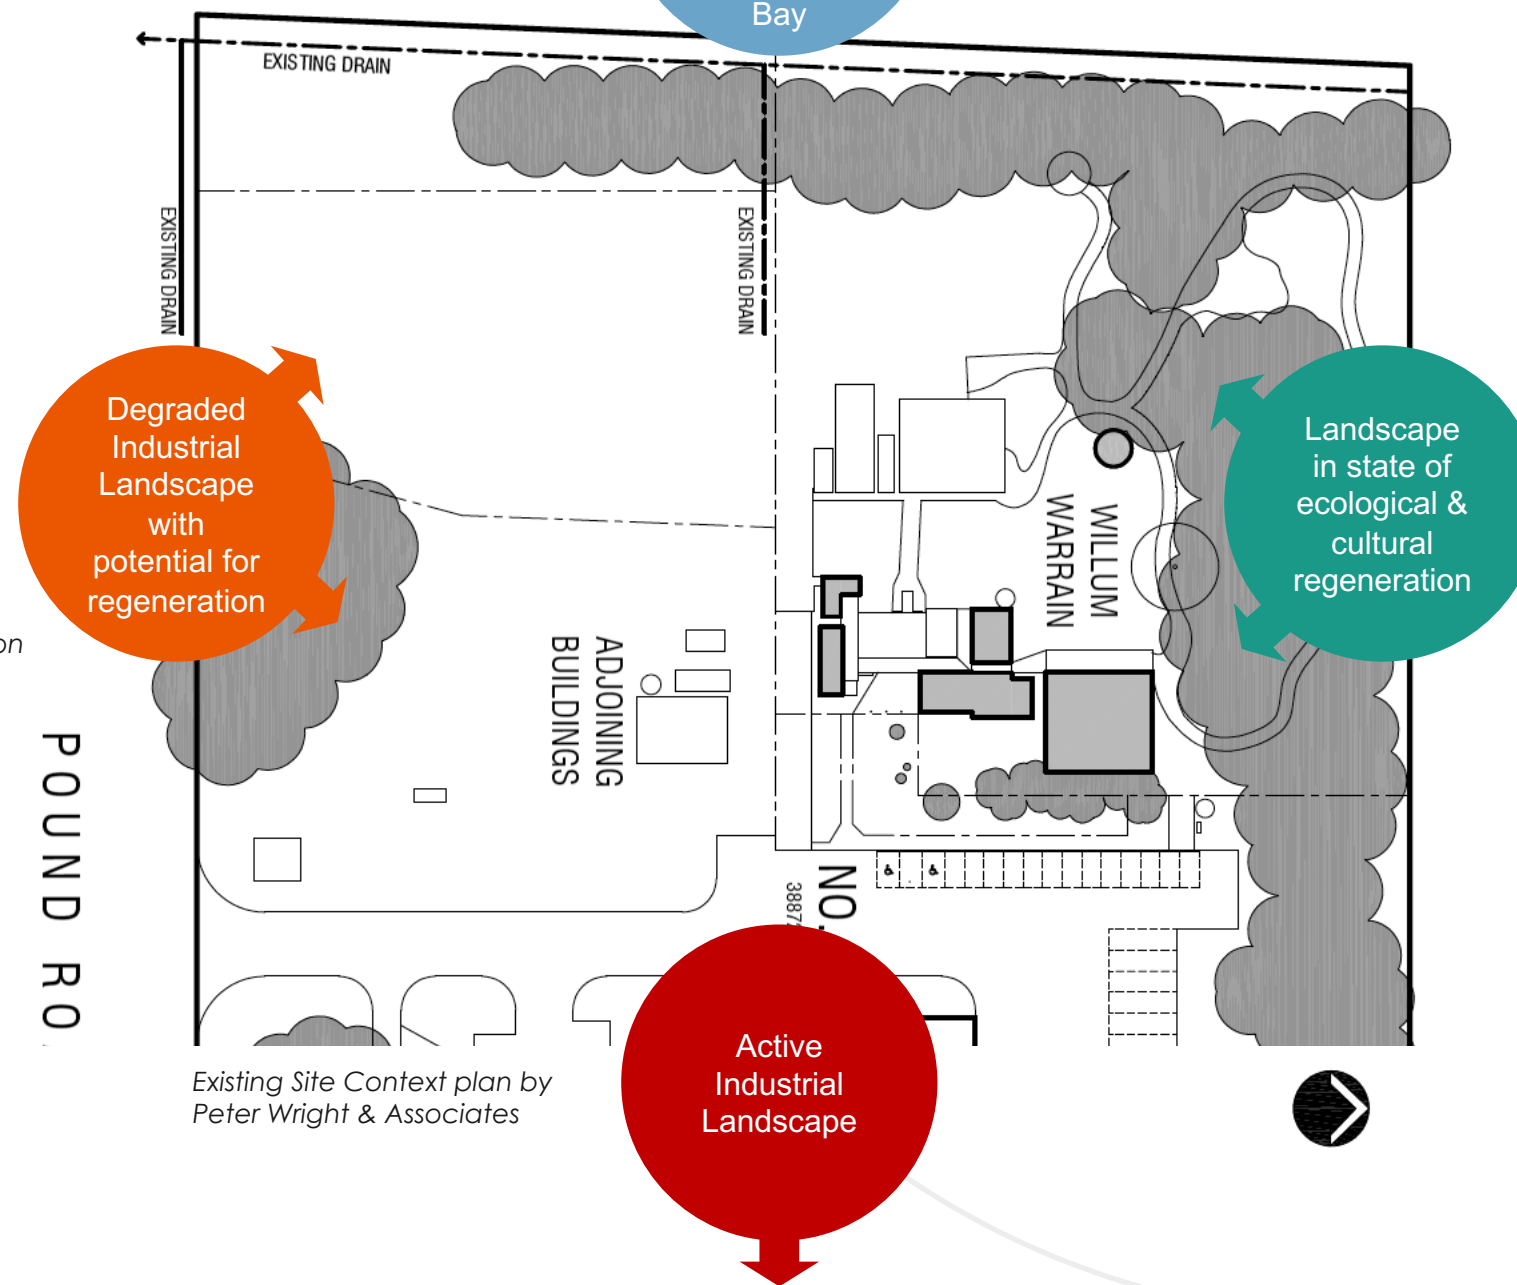 Bay
EXISTING DRAIN
EXISTING DRAIN
EXISTING DRAIN
Degraded
Industrial
Landscape
with
potential for
regeneration
Landscape
in state of
ecological &
cultural
regeneration
WILLUM
WARRAIN
on
ADJOINING
BUILDINGS
POUND
NO.
Active
Industrial
Landscape
Existing Site Context plan by
Peter Wright & Associates